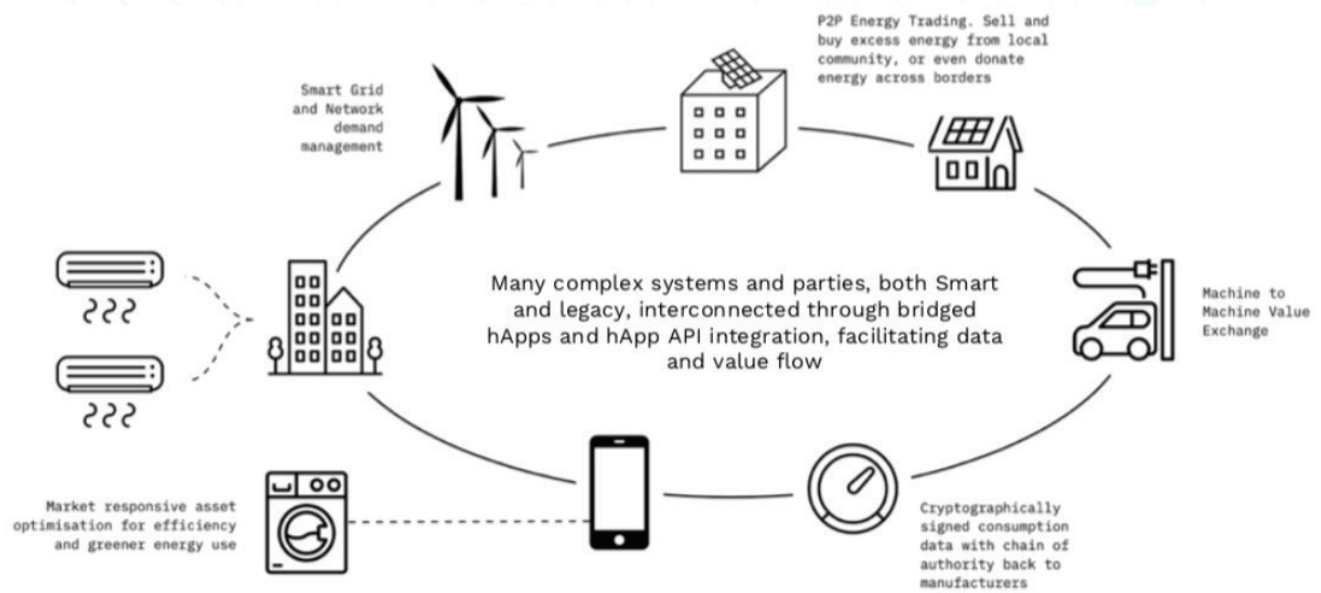 P2P Energy Trading. Sell and
buy excess energy from local
community, or even donate
energy across borders
Smart Grid
and Network
demand
management
Many complex systems and parties, both Smart
and legacy, interconnected through bridged
hApps and hApp API integration, facilitating data
and value flow
Machine to
Machine Value
Exchange
Market responsive asset
optimisation for efficiency
and greener energy use
Cryptographically
signed consumption
data with chain of
authority back to
manufacturers